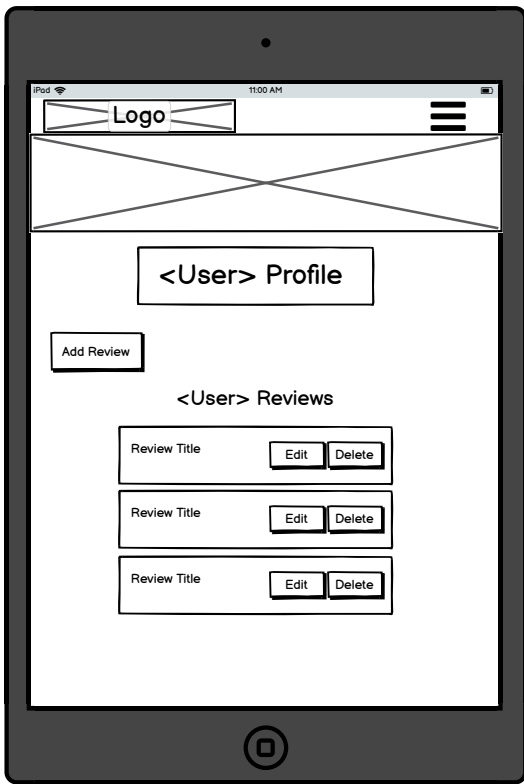 iPad 11:00 AM
Logo
<User> Profile
Add Review
<User> Reviews
Review Title Edit Delete
Review Title Edit Delete
Review Title Edit Delete